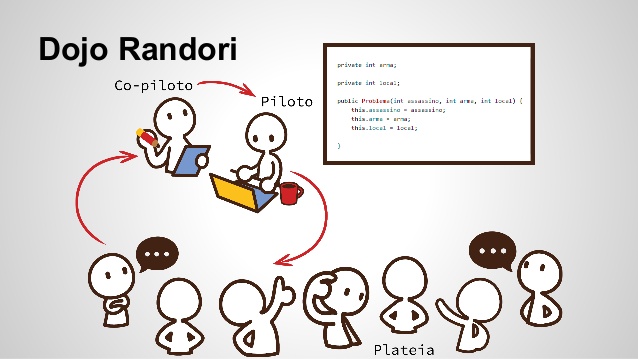 Dojo Randori
Co-piloto
Piloto
private int arma;
private int local;
public Problema(int assassino, int arma, int local) {
this.assassino = assassino;
this.arma = arma;
this.local = local;
}
Plateia